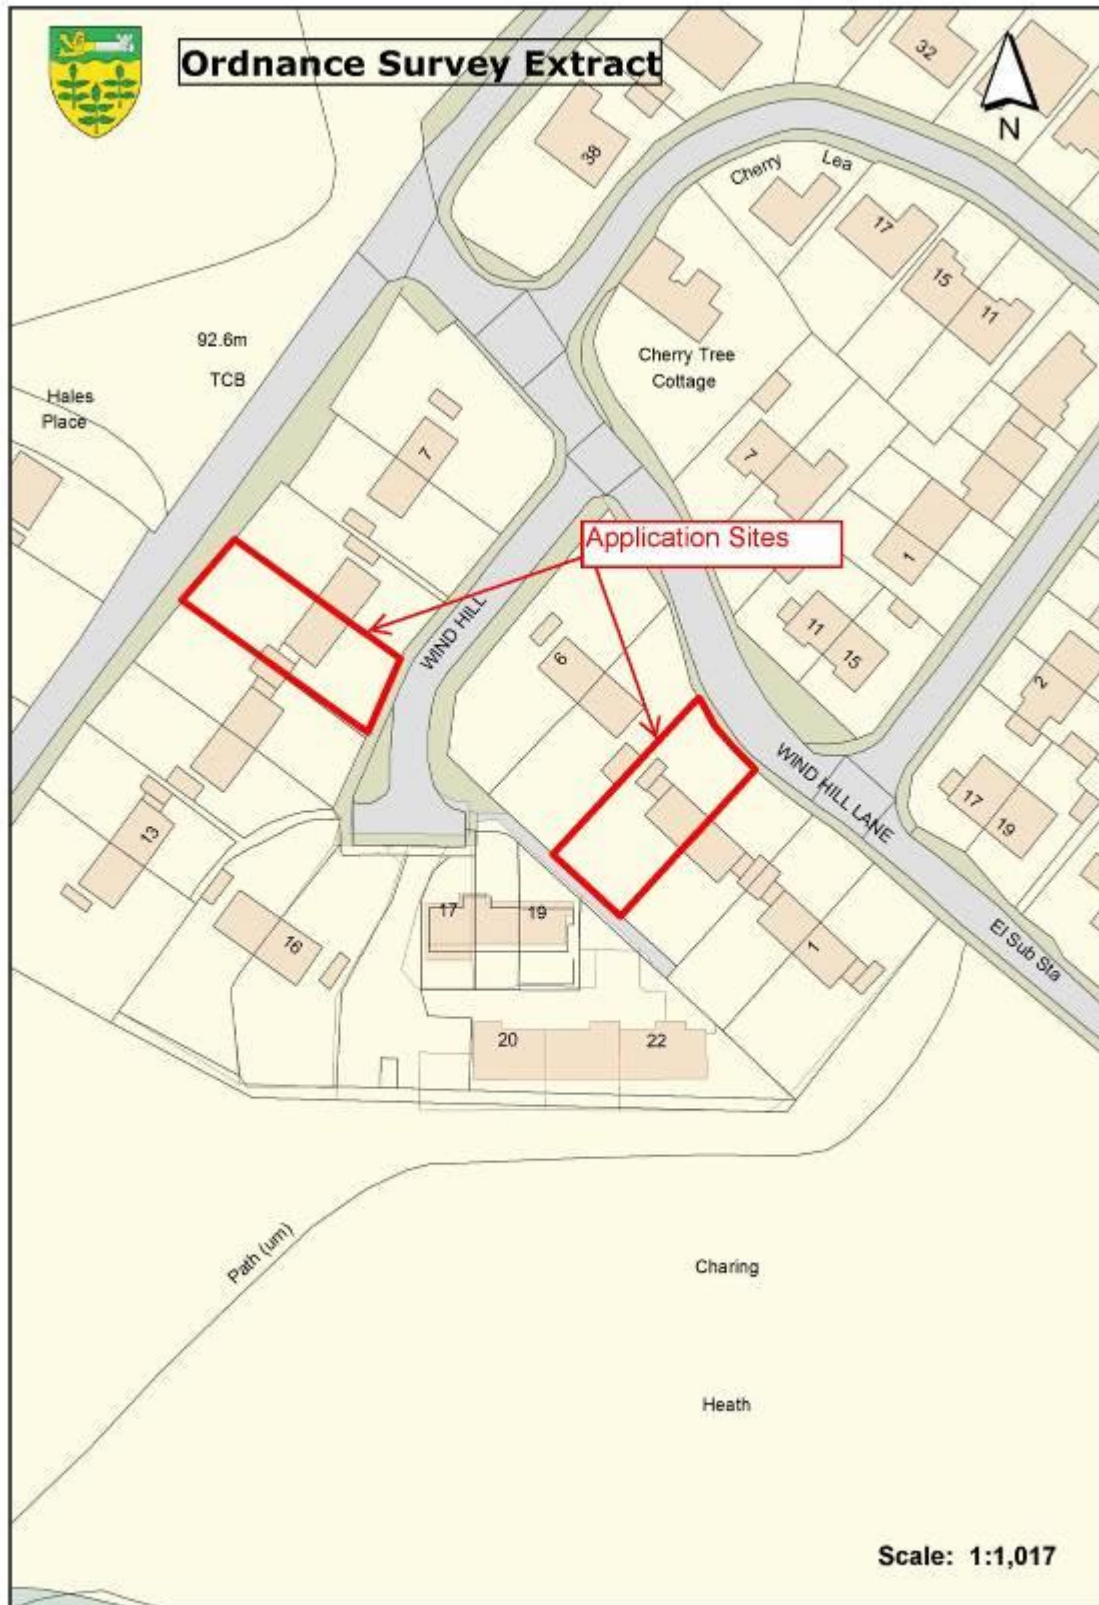 Ordnance Survey Extract
32
N
38
Cherry Lea
17
15
11
92.6m
TCB
Cherry Tree
Cottage
Hales
Place
7
7
Application Sites
1
WIND HILL
11
15
6
2
WIND HILL LANE
17
19
13
17
19
16
1
El Sub Sta
20
22
Path (um)
Charing
Heath
Scale: 1:1,017